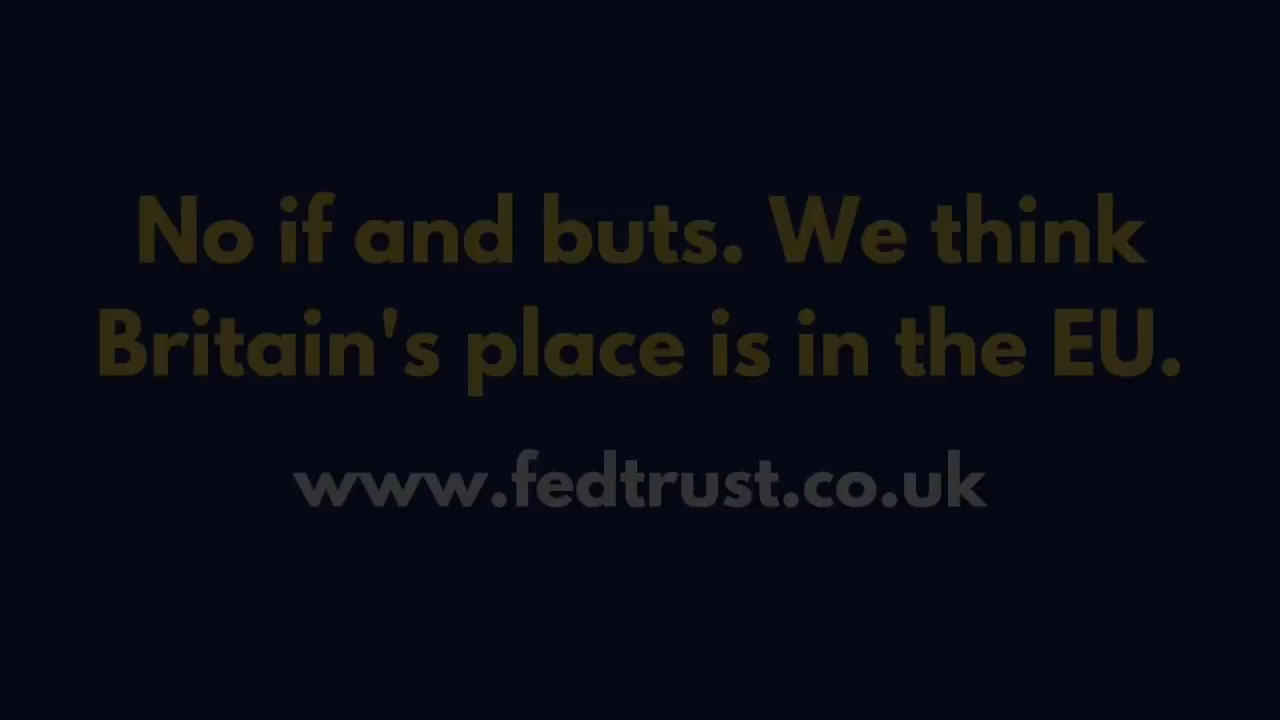 No if and buts. We think
Britain's place is in the EU.
www.fedtrust.co.uk